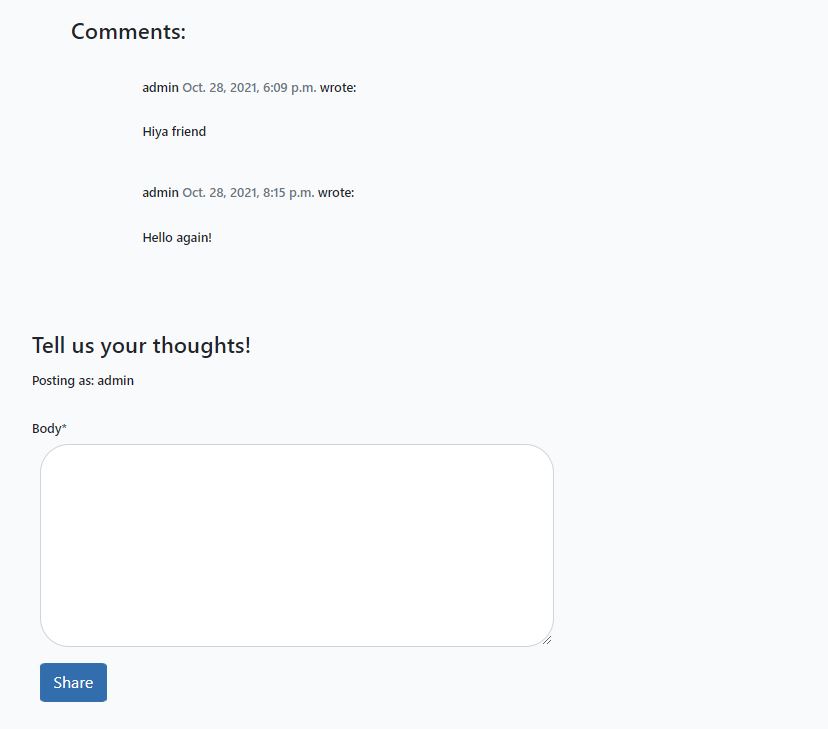 Comments:
admin Oct. 28, 2021, 6:09 p.m. wrote:
Hiya friend
admin Oct. 28, 2021, 8:15 p.m. wrote:
Hello again!
Tell us your thoughts!
Posting as: admin
Body*
Share